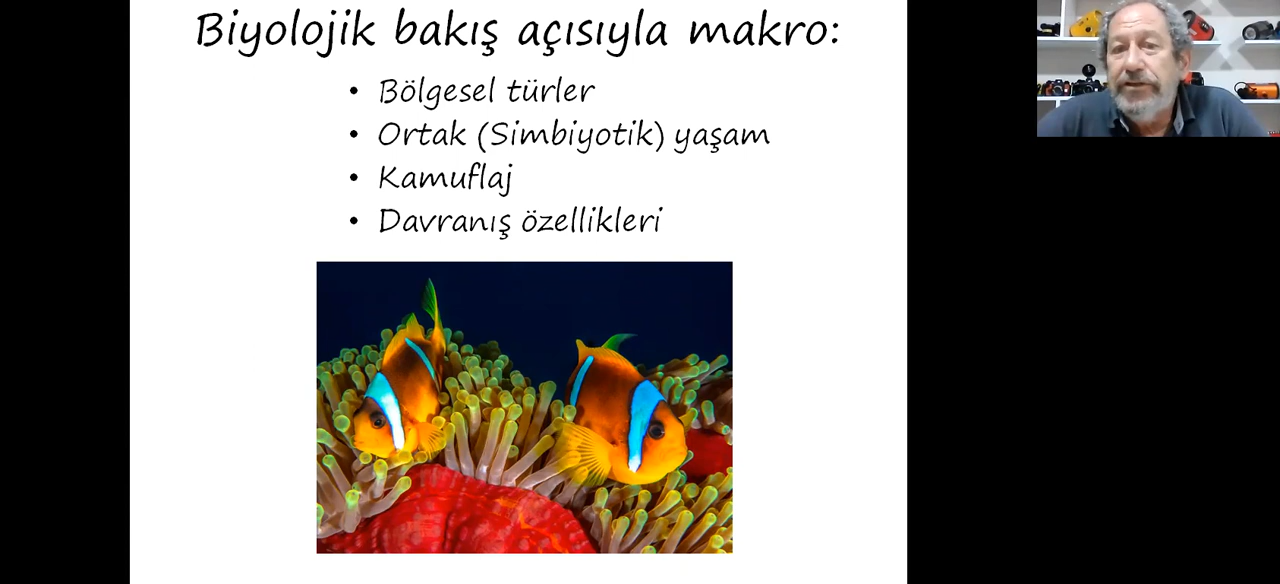 Biyolojik bakış açısıyla makro:
• Bölgesel türler
• Ortak (Simbiyotik) yaşam
• Kamuflaj
• Davranış özellikleri